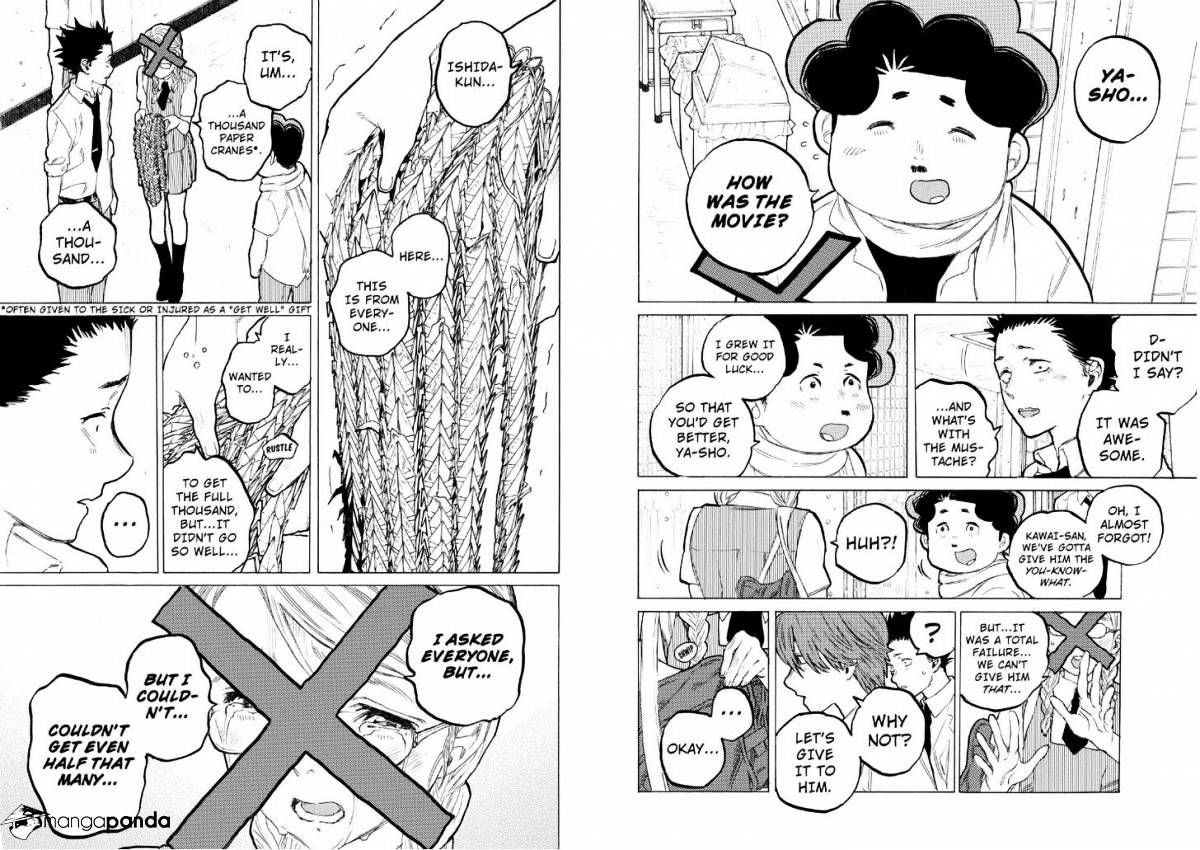 YA-
SHO...
HOW
WAS THE
MOVIE?
D-
DIDN'T
I SAY?
IT WAS
AWE-
SOME.
...AND
WHAT'S
WITH
THE MUS-
TACHE?
I GREW IT
FOR GOOD
LUCK...
SO THAT
YOU'D GET
BETTER,
YA-SHO.
OH, I
ALMOST
FORGOT!
KAWAI-SAN,
WE'VE GOTTA
GIVE HIM THE
YOU-KNOW-
WHAT.
HUH?!
BUT...IT
WAS A TOTAL
FAILURE...
WE CAN'T
GIVE HIM
THAT...
?
WHY
NOT?
LET'S
GIVE
IT TO
HIM.
...
OKAY...
ISHIDA-
KUN...
HERE...
THIS
IS FROM
EVERY-
ONE...
IT'S,
UM...
...A
THOUSAND
PAPER
CRANES*.
...A
THOU-
SAND...
*OFTEN GIVEN TO THE SICK OR INJURED AS A "GET WELL" GIFT
I
REAL-
LY...
WANTED
TO...
RUSTLE
TO GET
THE FULL
THOUSAND,
BUT...IT
DIDN'T GO
SO WELL...
...
I ASKED
EVERYONE,
BUT...
BUT I
COULD-
N'T...
COULDN'T
GET EVEN
HALF THAT
MANY...
mangapanda